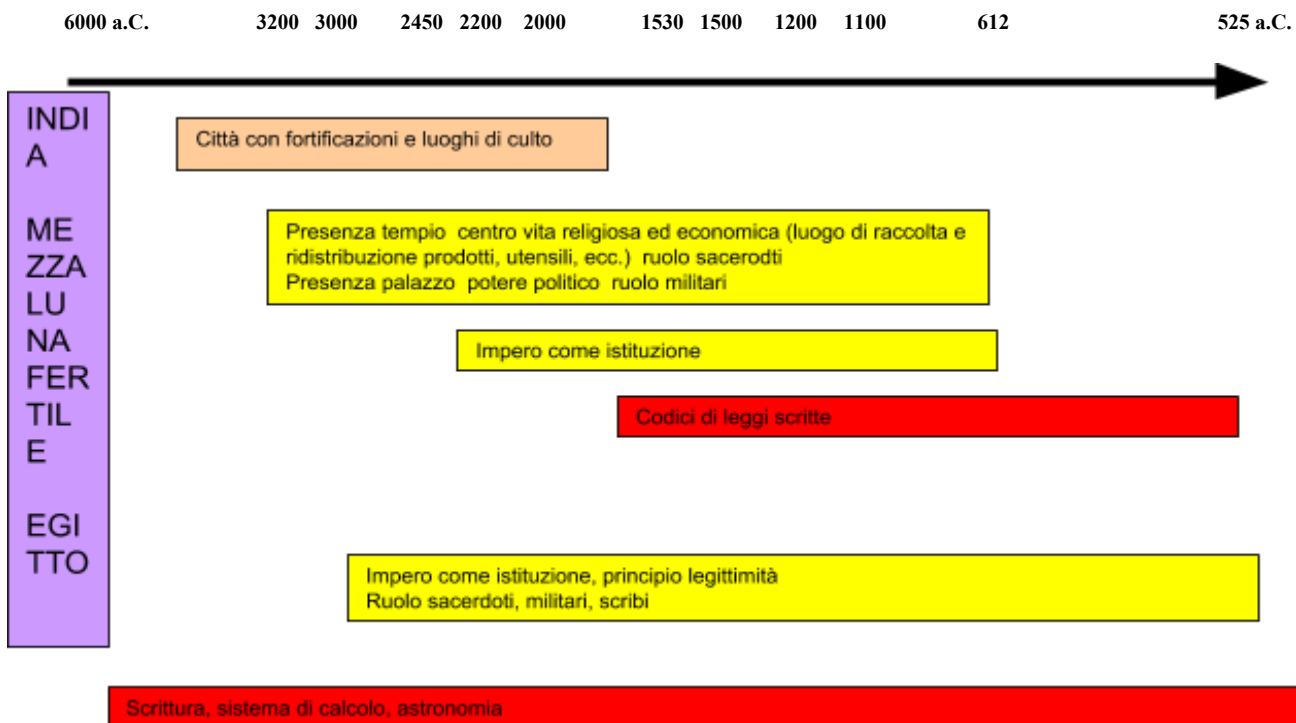 6000 a.C. 3200 3000 2450 2200 2000 1530 1500 1200 1100 612 525 a.C.
INDI
A
Città con fortificazioni e luoghi di culto
ME
ZZA
LU
NA
FER
TIL
E
Presenza tempio centro vita religiosa ed economica (luogo di raccolta e
ridistribuzione prodotti, utensili, ecc.) ruolo sacerodti
Presenza palazzo potere politico ruolo militari
Impero come istituzione
Codici di leggi scritte
EGI
TTO
Impero come istituzione, principio legittimità
Ruolo sacerdoti, militari, scribi
Scrittura, sistema di calcolo, astronomia